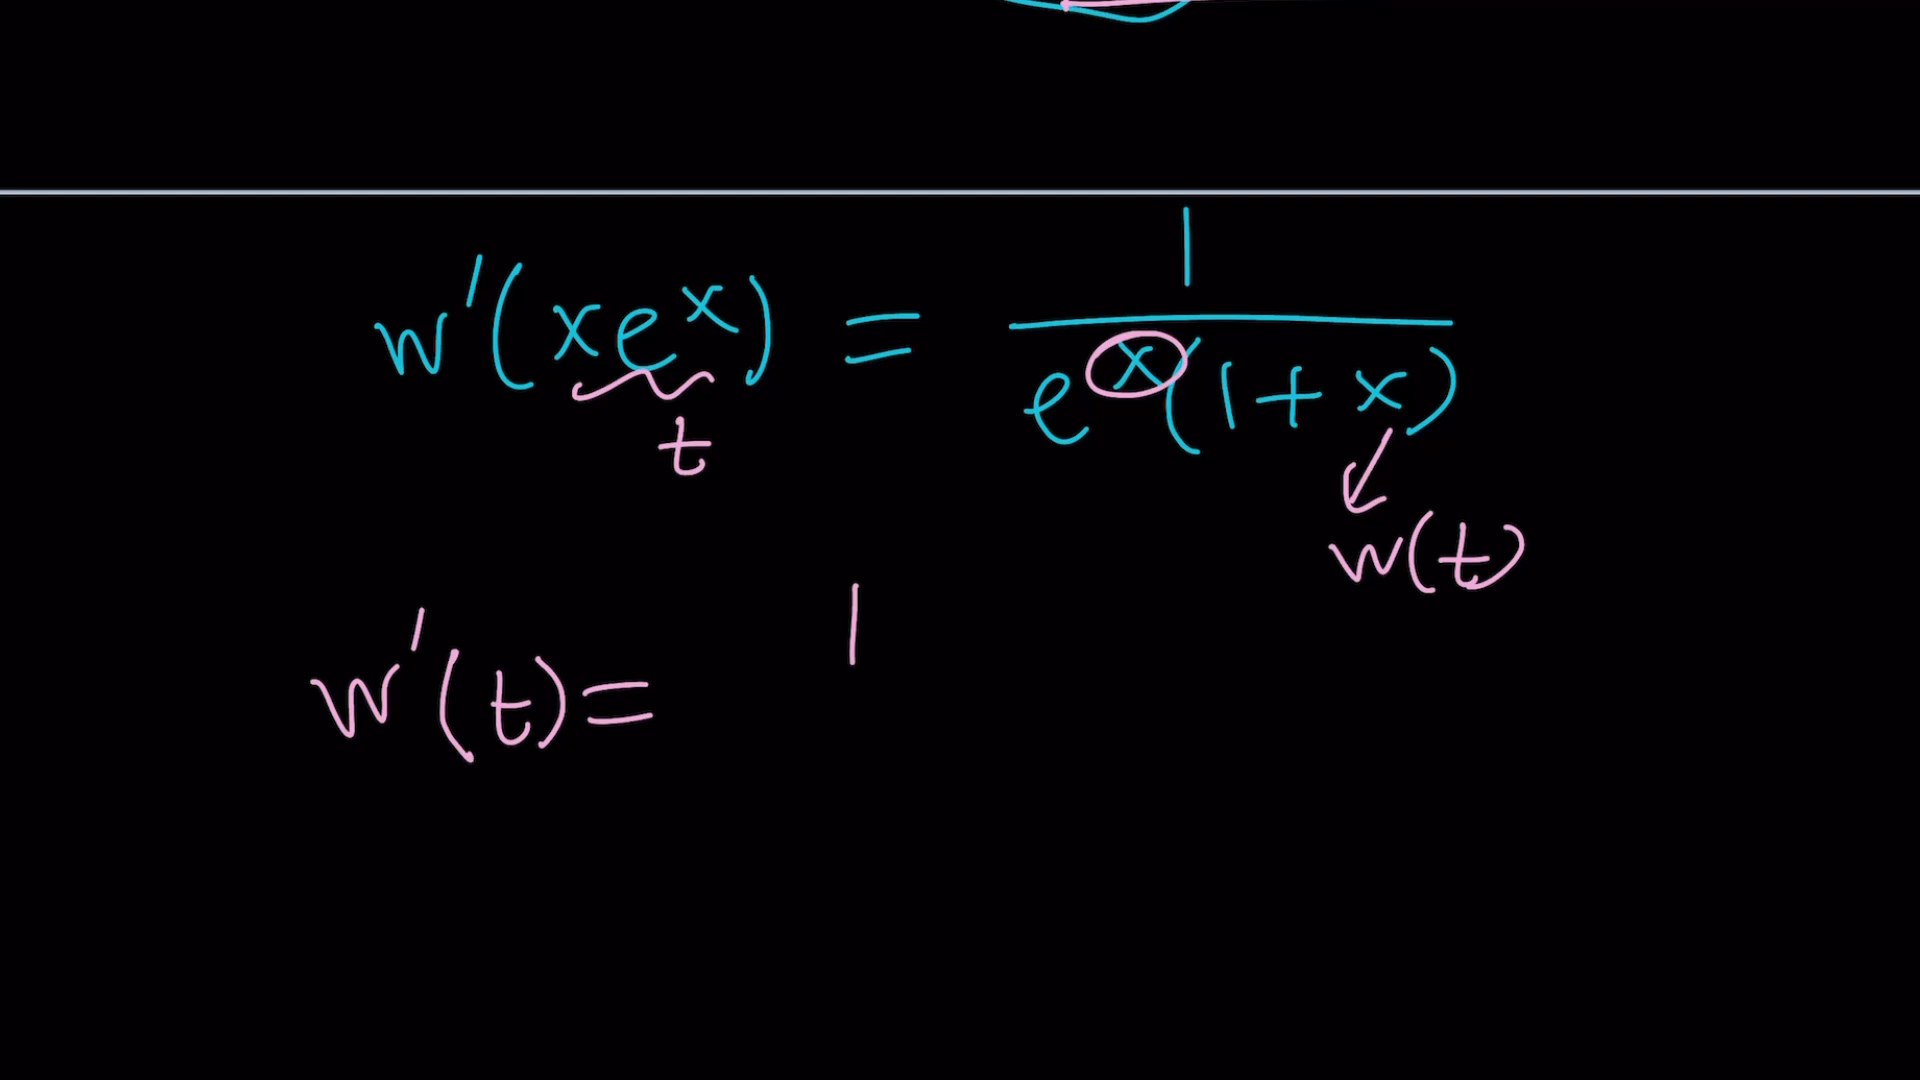 w'(xe^x) = 1/(e^x(1+x))
t
w(t)
w'(t)= 1